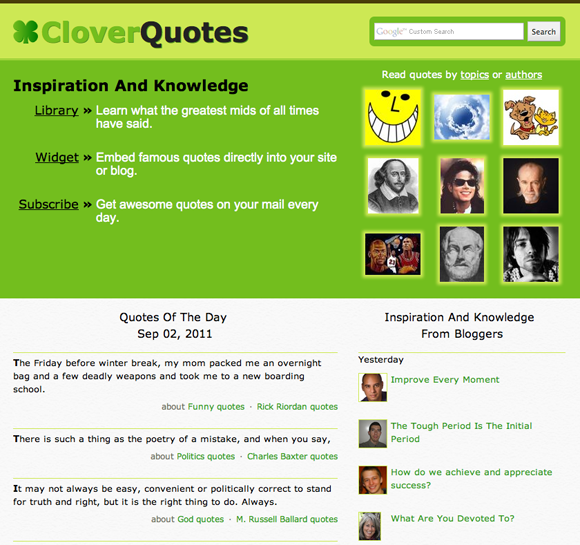 CloverQuotes
Google™ Custom Search
Search
Inspiration And Knowledge
Library » Learn what the greatest mids of all times
have said.
Widget » Embed famous quotes directly into your site
or blog.
Subscribe » Get awesome quotes on your mail every
day.
Read quotes by topics or authors
Quotes Of The Day
Sep 02, 2011
The Friday before winter break, my mom packed me an overnight
bag and a few deadly weapons and took me to a new boarding
school.
about Funny quotes · Rick Riordan quotes
There is such a thing as the poetry of a mistake, and when you say,
about Politics quotes · Charles Baxter quotes
It may not always be easy, convenient or politically correct to stand
for truth and right, but it is the right thing to do. Always.
about God quotes · M. Russell Ballard quotes
Inspiration And Knowledge
From Bloggers
Yesterday
Improve Every Moment
The Tough Period Is The Initial
Period
How do we achieve and appreciate
success?
What Are You Devoted To?